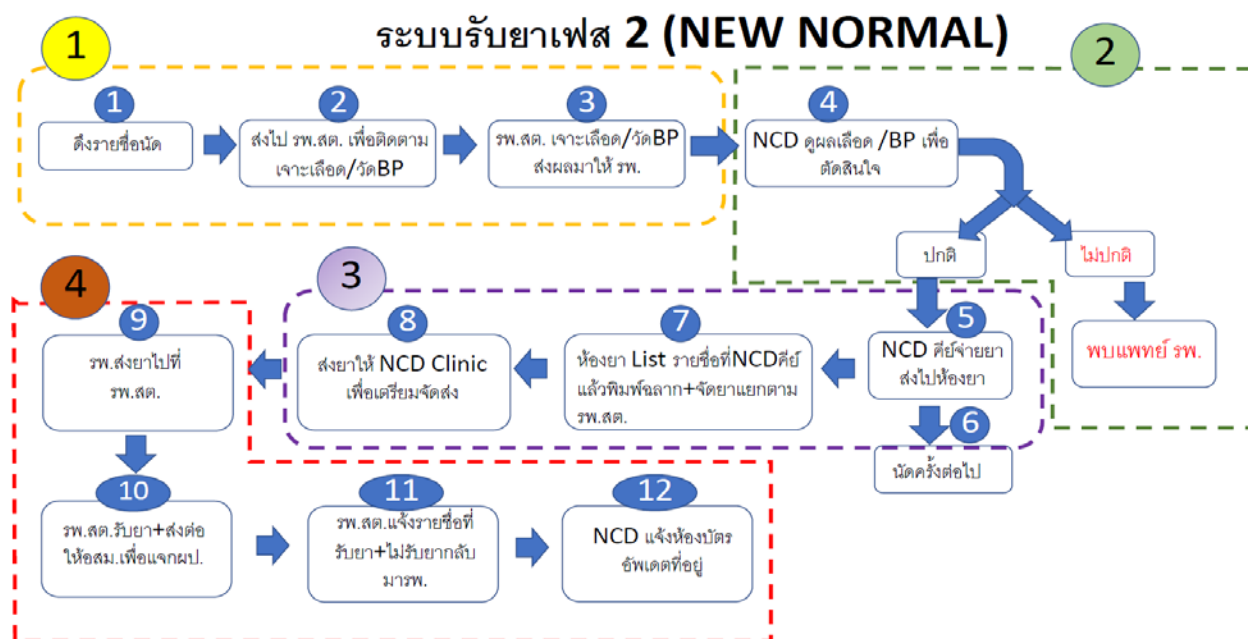 ระบบรับยาเฟส 2 (NEW NORMAL)
1
1
ดึงรายชื่อนัด
2
ส่งไป รพ.สต. เพื่อติดตาม
เจาะเลือด/วัดBP
3
รพ.สต. เจาะเลือด/วัดBP
ส่งผลมาให้ รพ.
2
4
NCD ดูผลเลือด /BP เพื่อ
ตัดสินใจ
ปกติ
ไม่ปกติ
พบแพทย์ รพ.
3
5
NCD คีย์จ่ายยา
ส่งไปห้องยา
6
นัดครั้งต่อไป
7
ห้องยา List รายชื่อที่NCDคีย์
แล้วพิมพ์ฉลาก+จัดยาแยกตาม
รพ.สต.
8
ส่งยาให้ NCD Clinic
เพื่อเตรียมจัดส่ง
4
9
รพ.ส่งยาไปที่
รพ.สต.
10
รพ.สต.รับยา+ส่งต่อ
ให้อสม.เพื่อแจกผป.
11
รพ.สต.แจ้งรายชื่อที่
รับยา+ไม่รับยากลับ
มารพ.
12
NCD แจ้งห้องบัตร
อัพเดตที่อยู่